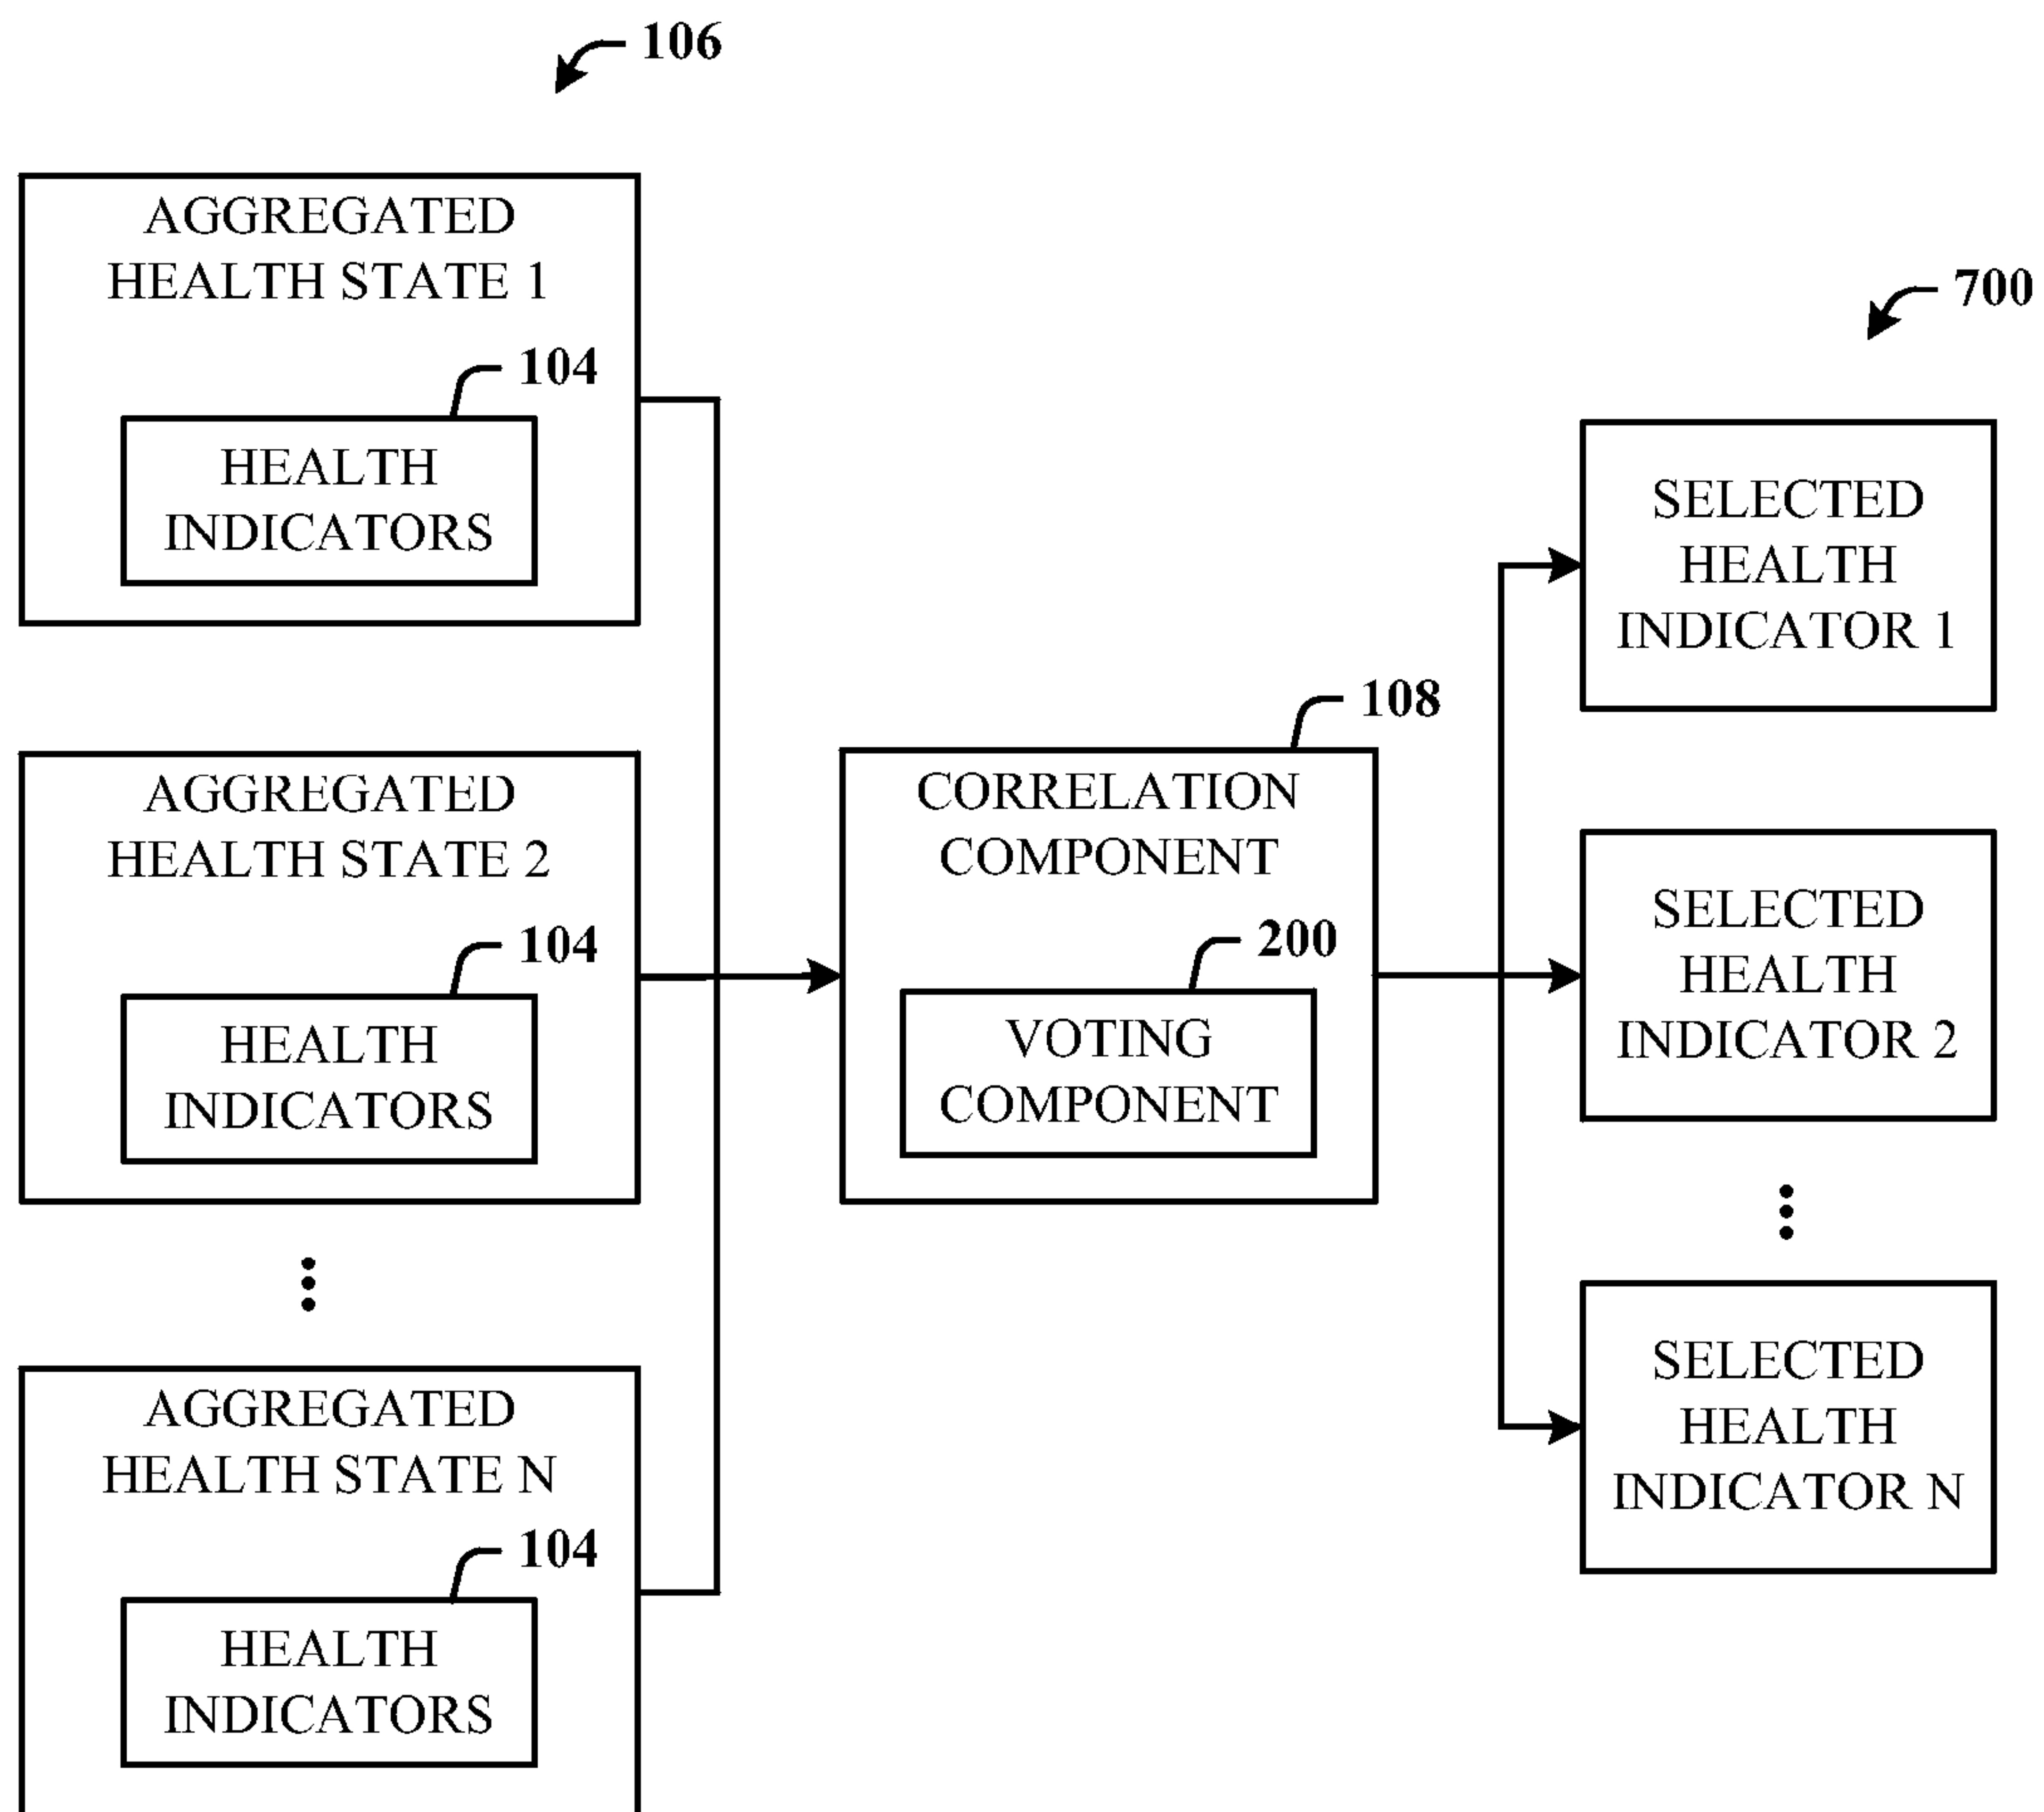 106
AGGREGATED
HEALTH STATE 1
104
HEALTH
INDICATORS
AGGREGATED
HEALTH STATE 2
104
HEALTH
INDICATORS
AGGREGATED
HEALTH STATE N
104
HEALTH
INDICATORS
108
CORRELATION
COMPONENT
200
VOTING
COMPONENT
700
SELECTED
HEALTH
INDICATOR 1
SELECTED
HEALTH
INDICATOR 2
SELECTED
HEALTH
INDICATOR N